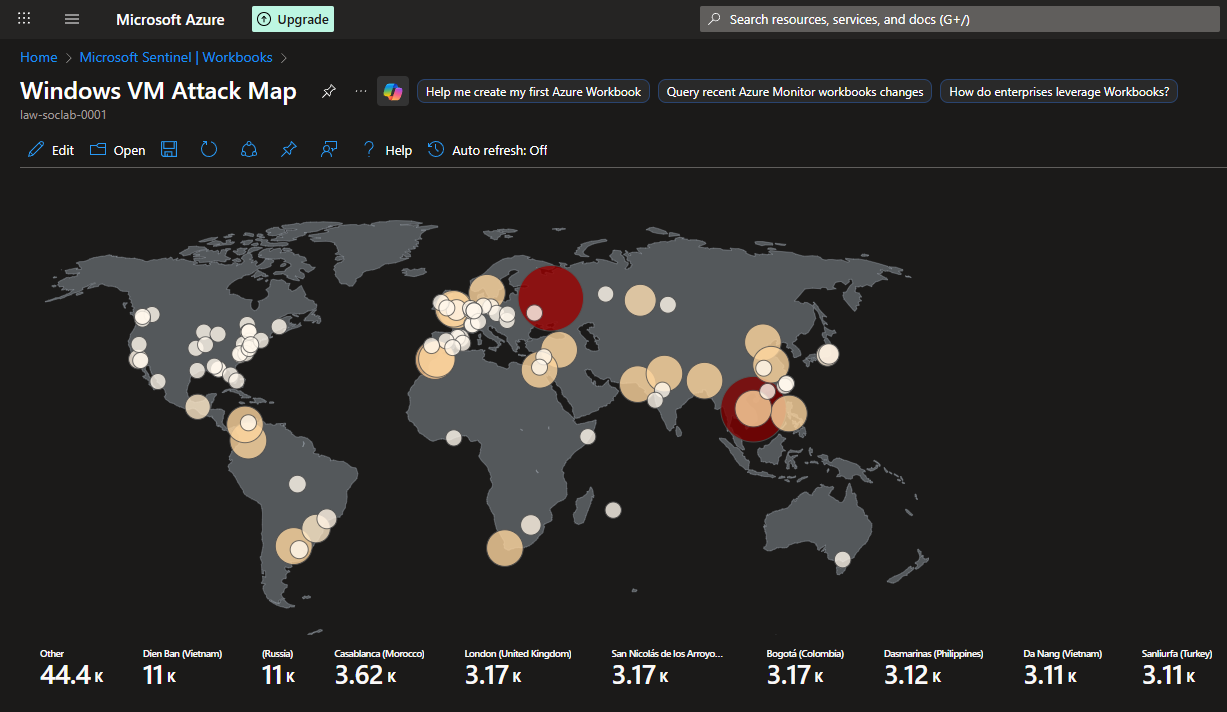 Microsoft Azure
Upgrade
Search resources, services, and docs (G+/)
Home > Microsoft Sentinel | Workbooks >
Windows VM Attack Map
Help me create my first Azure Workbook
Query recent Azure Monitor workbooks changes
How do enterprises leverage Workbooks?
law-soclab-0001
Edit
Open
? Help
Auto refresh: Off
Other
44.4 K
Dien Ban (Vietnam)
11 K
(Russia)
11 K
Casablanca (Morocco)
3.62 K
London (United Kingdom)
3.17 K
San Nicolás de los Arroyo...
3.17 K
Bogotá (Colombia)
3.17 K
Dasmarinas (Philippines)
3.12 K
Da Nang (Vietnam)
3.11 K
Sanliurfa (Turkey)
3.11 K